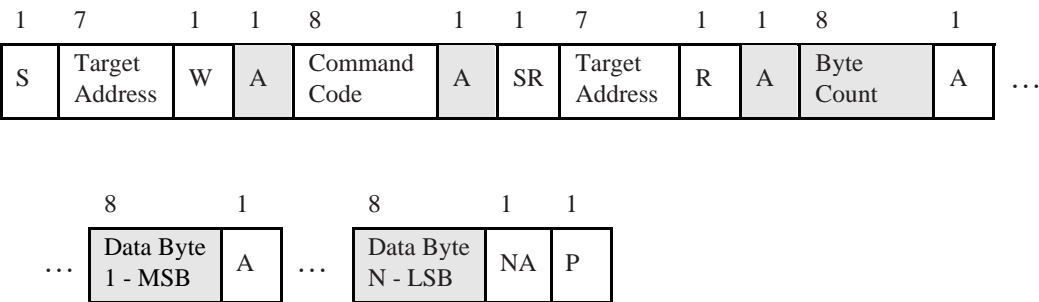 1 7 1 1 8 1 1 7 1 1 8 1
S Target Address W A Command Code A SR Target Address R A Byte Count A …
8 1 8 1 1
… Data Byte 1 - MSB A … Data Byte N - LSB NA P